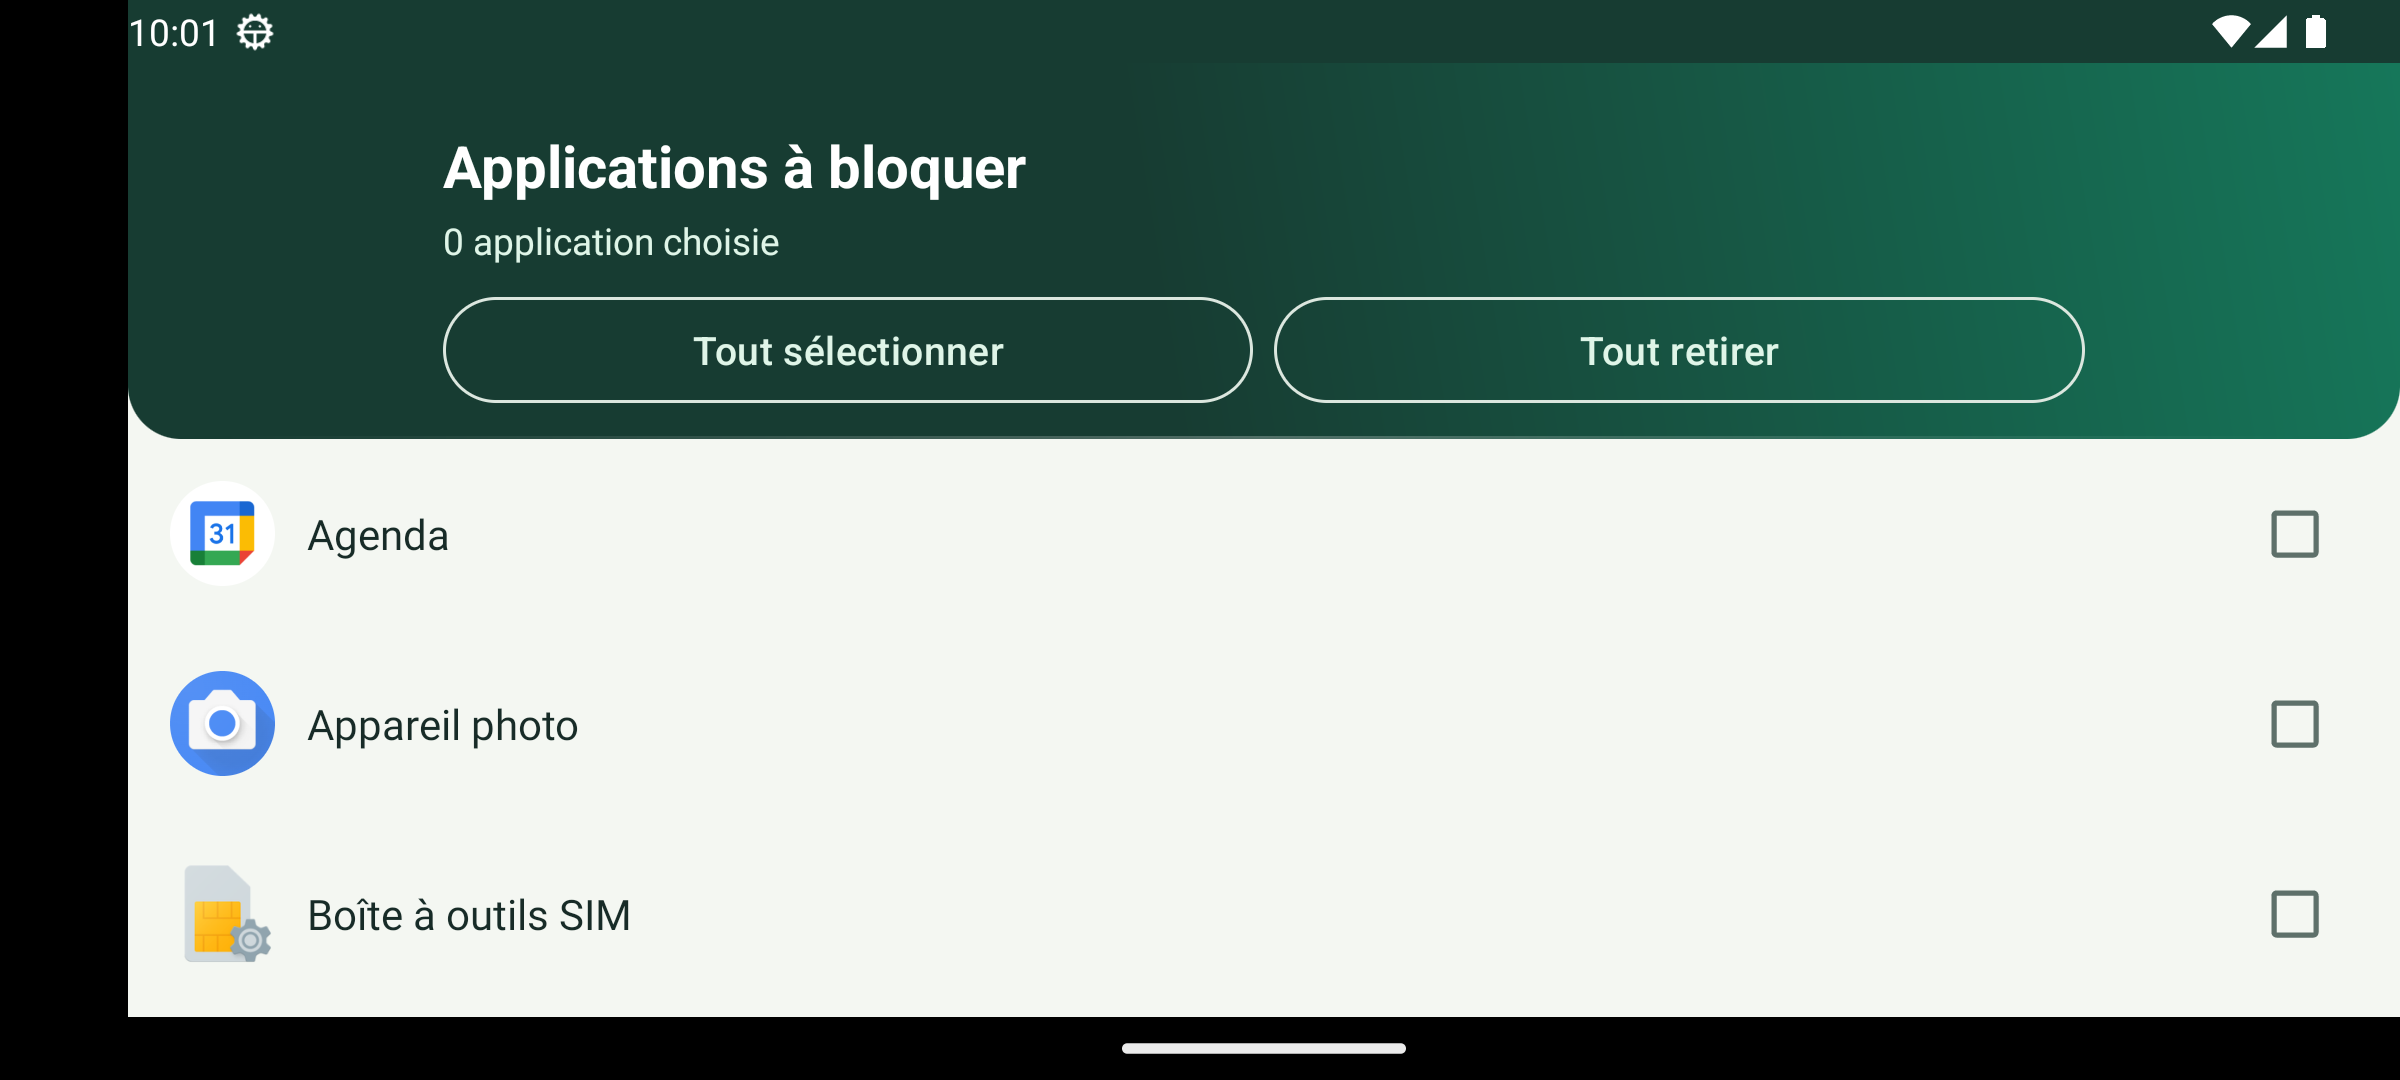 10:01
Applications à bloquer
0 application choisie
Tout sélectionner
Tout retirer
31
Agenda
Appareil photo
Boîte à outils SIM